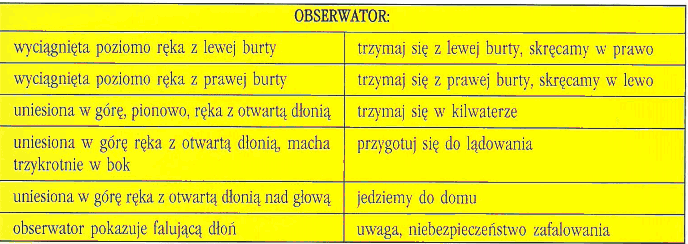 OBSERWATOR:
wyciągnięta poziomo ręka z lewej burty trzymaj się z lewej burty, skręcamy w prawo
wyciągnięta poziomo ręka z prawej burty trzymaj się z prawej burty, skręcamy w lewo
uniesiona w górę, pionowo, ręka z otwartą dłonią trzymaj się w kilwaterze
uniesiona w górę ręka z otwartą dłonią, macha przygotuj się do lądowania
trzykrotnie w bok
uniesiona w górę ręka z otwartą dłonią nad głową jedziemy do domu
obserwator pokazuje falującą dłoń uwaga, niebezpieczeństwo zafalowania